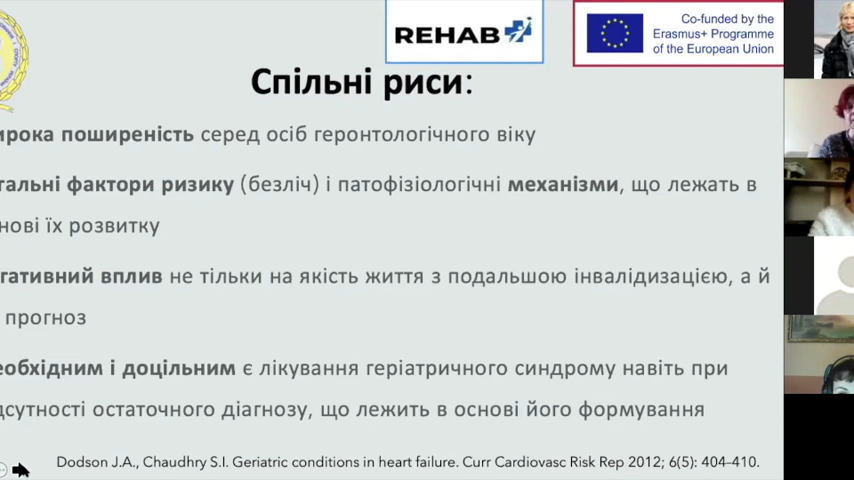 REHAB
Co-funded by the
Erasmus+ Programme
of the European Union
Спільні риси:
поширеність серед осіб геронтологічного віку
фактори ризику (безліч) і патофізіологічні механізми, що лежать в
їх розвитку
вплив не тільки на якість життя з подальшою інвалідизацією, а й
прогноз
і доцільним є лікування геріатричного синдрому навіть при
остаточного діагнозу, що лежить в основі його формування
Dodson J.A., Chaudhry S.I. Geriatric conditions in heart failure. Curr Cardiovasc Risk Rep 2012; 6(5): 404–410.